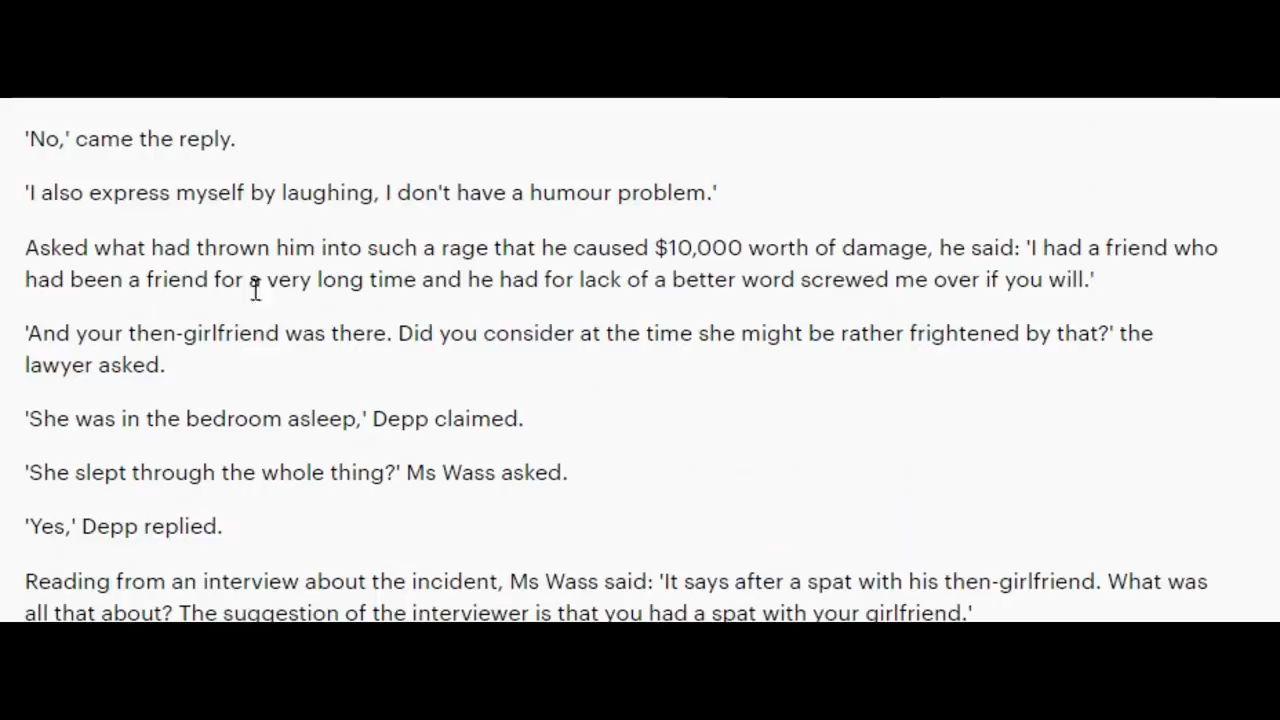 'No,' came the reply.
'I also express myself by laughing, I don't have a humour problem.'
Asked what had thrown him into such a rage that he caused $10,000 worth of damage, he said: 'I had a friend who
had been a friend for a very long time and he had for lack of a better word screwed me over if you will.'
'And your then-girlfriend was there. Did you consider at the time she might be rather frightened by that?' the
lawyer asked.
'She was in the bedroom asleep,' Depp claimed.
'She slept through the whole thing?' Ms Wass asked.
'Yes,' Depp replied.
Reading from an interview about the incident, Ms Wass said: 'It says after a spat with his then-girlfriend. What was
all that about? The suggestion of the interviewer is that you had a spat with your girlfriend.'